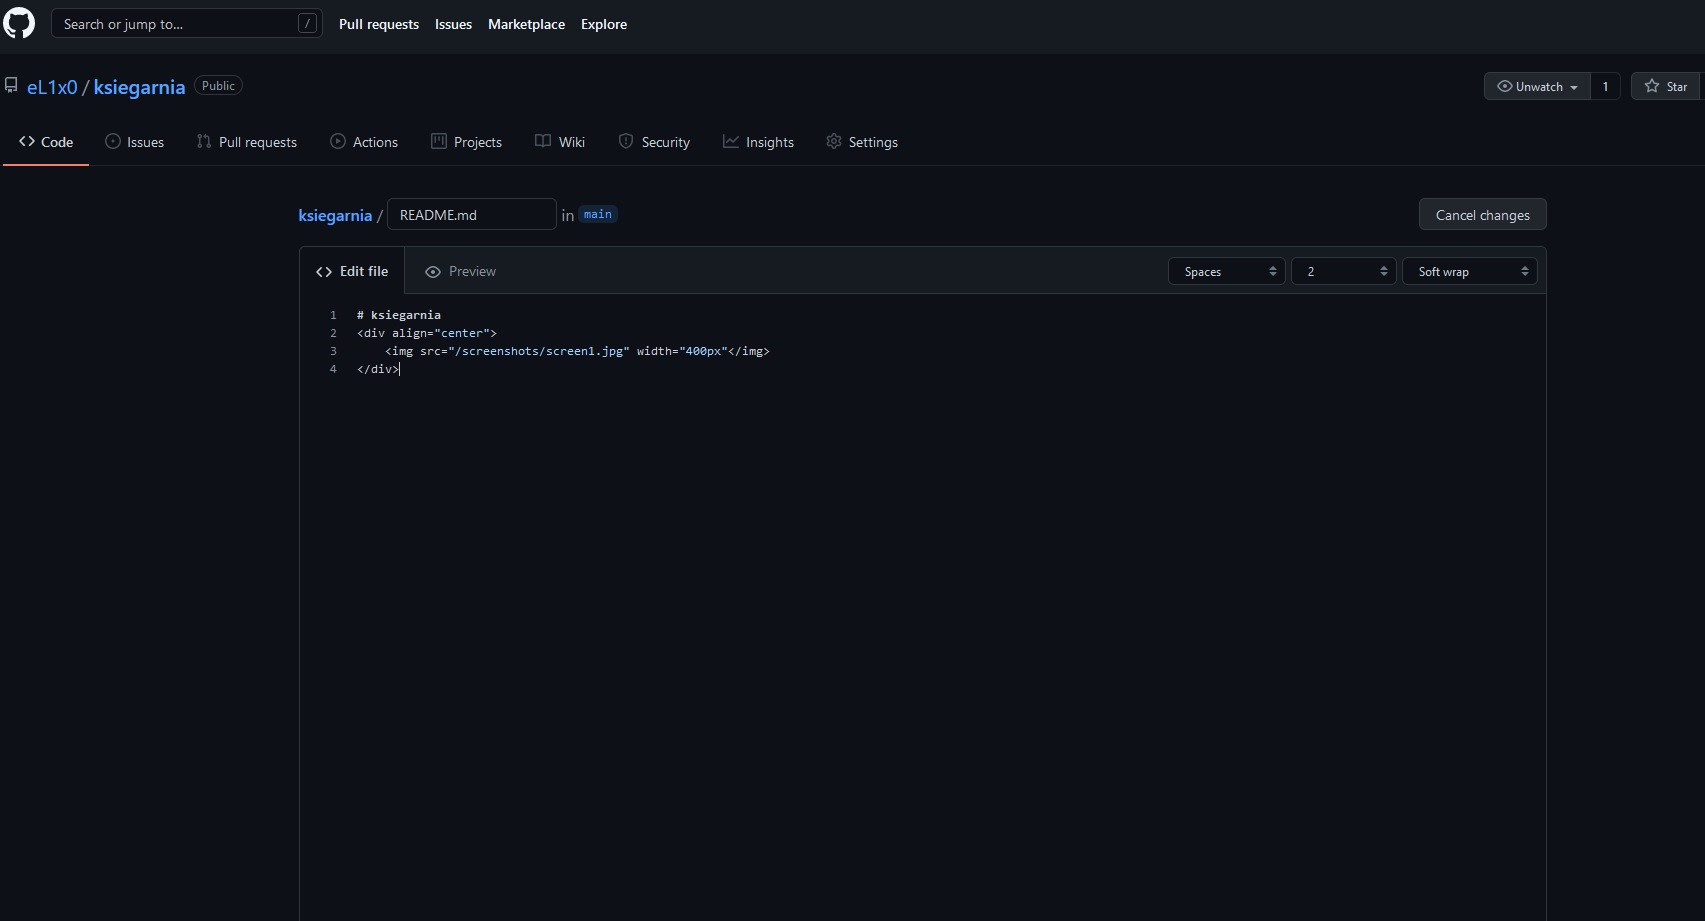 Search or jump to... /
Pull requests Issues Marketplace Explore
eL1x0 / ksiegarnia Public
Unwatch 1 Star
Code Issues Pull requests Actions Projects Wiki Security Insights Settings
ksiegarnia / README.md in main
Cancel changes
Edit file Preview
Spaces 2 Soft wrap
1 # ksiegarnia
2 <div align="center">
3     <img src="/screenshots/screen1.jpg" width="400px"</img>
4 </div>